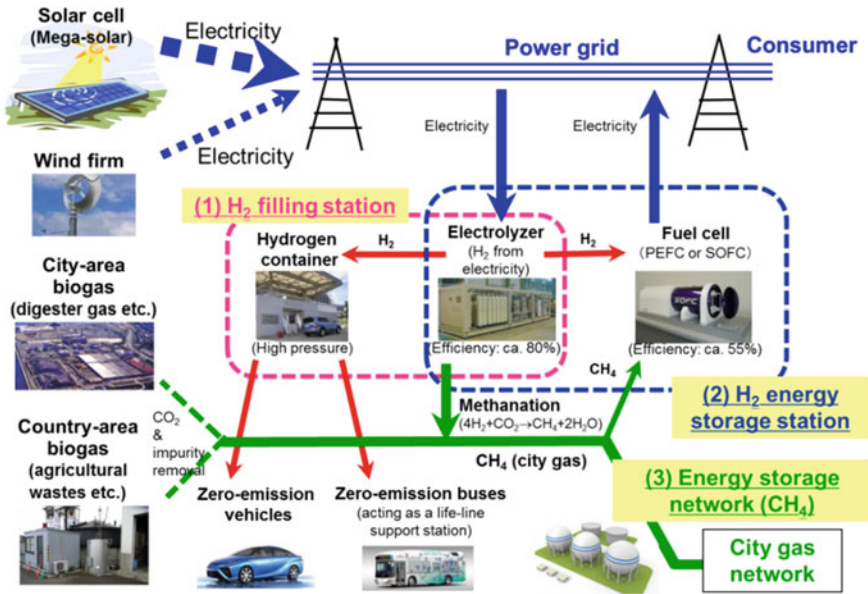 Solar cell
(Mega-solar)
Electricity
Power grid
Consumer
Electricity
Electricity
Electricity
Wind firm
(1) H₂ filling station
Hydrogen
container
H₂
Electrolyzer
(H₂ from
electricity)
H₂
Fuel cell
(PEFC or SOFC)
City-area
biogas
(digester gas etc.)
SOFC
(High pressure)
(Efficiency: ca. 80%)
(Efficiency: ca. 55%)
CH₄
(2) H₂ energy
storage station
Methanation
(4H₂+CO₂→CH₄+2H₂O)
CO₂
&
impurity
removal
Country-area
biogas
(agricultural
wastes etc.)
CH₄ (city gas)
(3) Energy storage
network (CH₄)
Zero-emission
vehicles
Zero-emission buses
(acting as a life-line
support station)
City gas
network